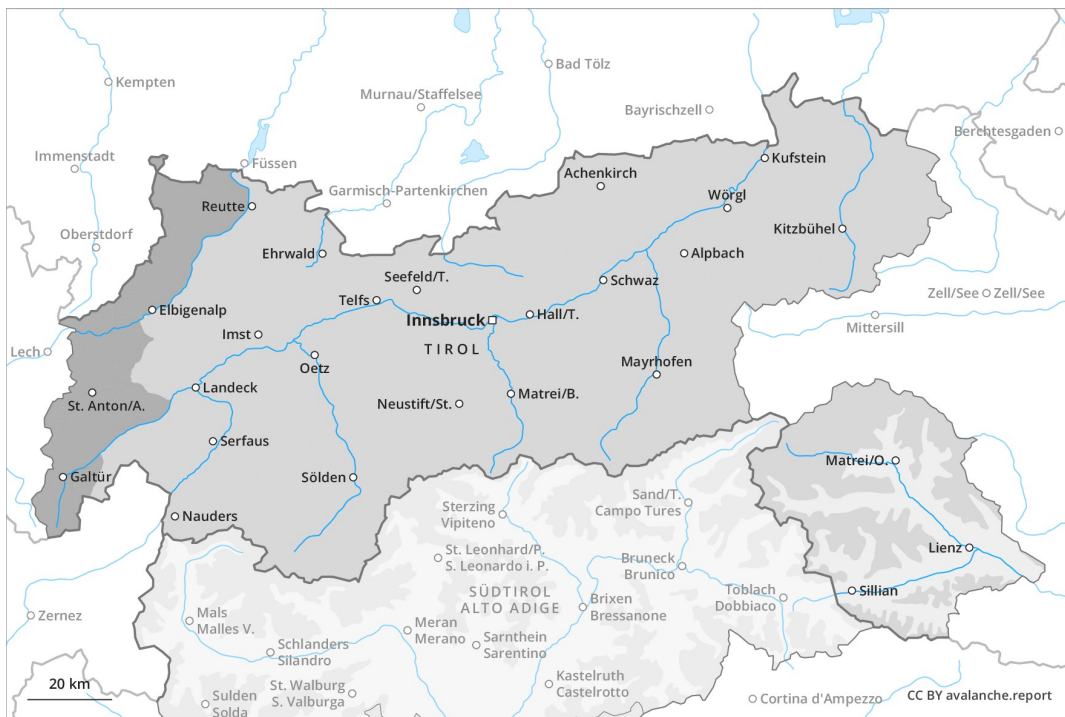 Kempten
Bad Tölz
Murnau/Staffelsee
Bayrischzell
Berchtesgaden
Immenstadt
Füssen
Kufstein
Achenkirch
Garmisch-Partenkirchen
Reutte
Wörgl
Oberstdorf
Kitzbühel
Ehrwald
Alpbach
Seefeld/T.
Schwaz
Telfs
Zell/See
Zell/See
Elbigenalp
Innsbruck
Hall/T.
Mittersill
Imst
TIROL
Lech
Oetz
Mayrhofen
Landeck
St. Anton/A.
Neustift/St.
Matrei/B.
Serfaus
Matrei/O.
Galtür
Sölden
Sand/T.
Campo Tures
Sterzing
Vipiteno
Nauders
Lienz
St. Leonhard/P.
S. Leonardo i. P.
Bruneck
Brunico
Sillian
SÜDTIROL
ALTO ADIGE
Toblach
Dobbiaco
Brixen
Bressanone
Zernez
Mals
Malles V.
Meran
Merano
Sarnthein
Sarentino
Schlanders
Silandro
Kastelruth
Castelrotto
20 km
St. Walburg
S. Valburga
Sulden
Solda
Cortina d'Ampezzo
CC BY avalanche.report